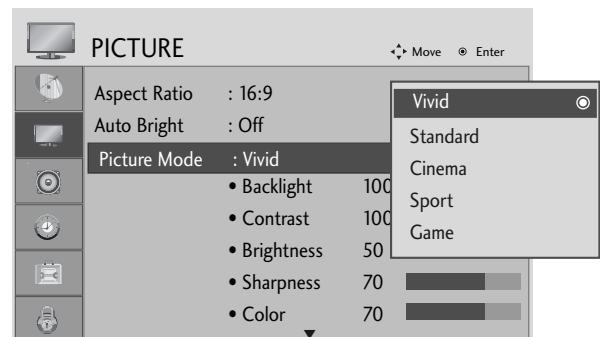 PICTURE Move Enter
Aspect Ratio : 16:9
Auto Bright : Off
Picture Mode : Vivid
• Backlight 100
• Contrast 100
• Brightness 50
• Sharpness 70
• Color 70
Vivid
Standard
Cinema
Sport
Game